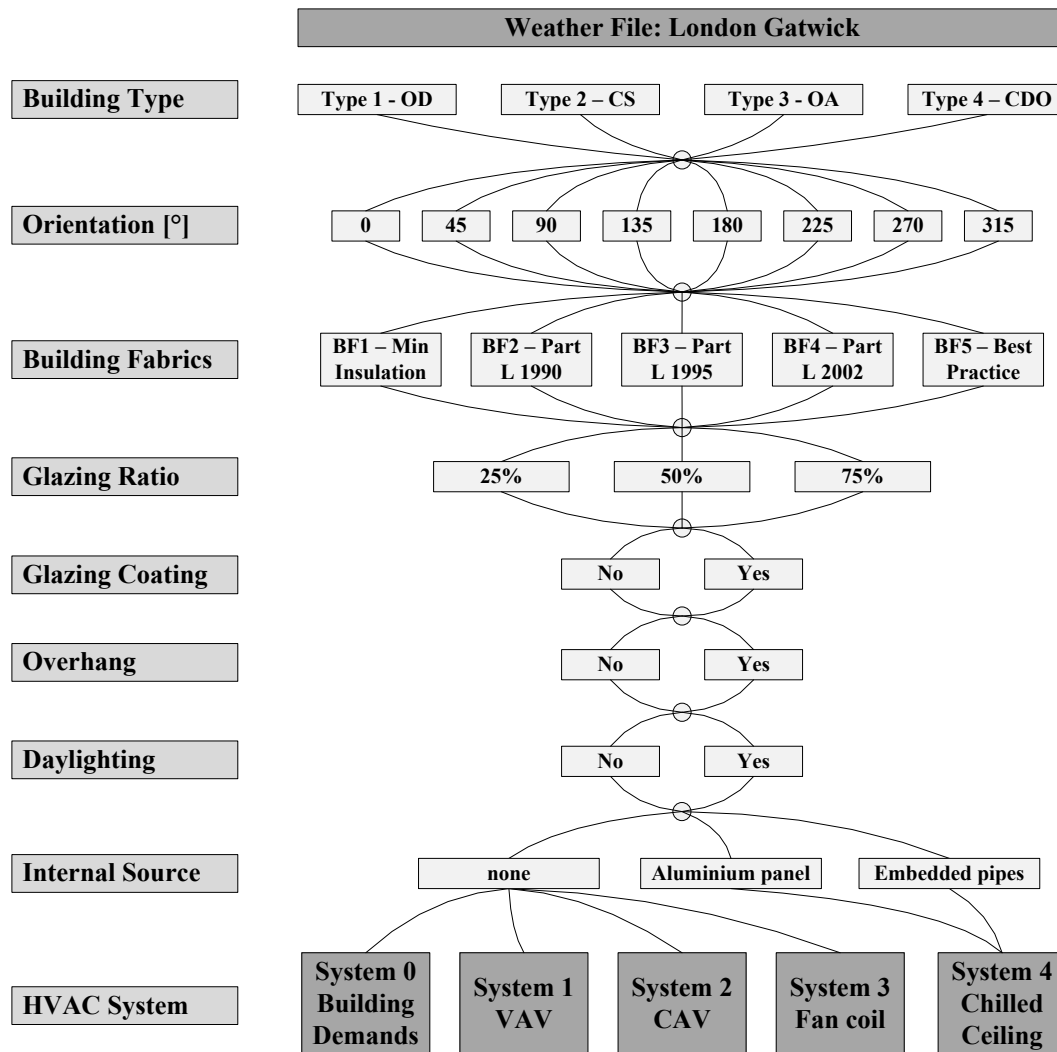 Weather File: London Gatwick
Building Type
Type 1 - OD
Type 2 – CS
Type 3 - OA
Type 4 – CDO
Orientation [°]
0
45
90
135
180
225
270
315
Building Fabrics
BF1 – Min
Insulation
BF2 – Part
L 1990
BF3 – Part
L 1995
BF4 – Part
L 2002
BF5 – Best
Practice
Glazing Ratio
25%
50%
75%
Glazing Coating
No
Yes
Overhang
No
Yes
Daylighting
No
Yes
Internal Source
none
Aluminium panel
Embedded pipes
HVAC System
System 0
Building
Demands
System 1
VAV
System 2
CAV
System 3
Fan coil
System 4
Chilled
Ceiling